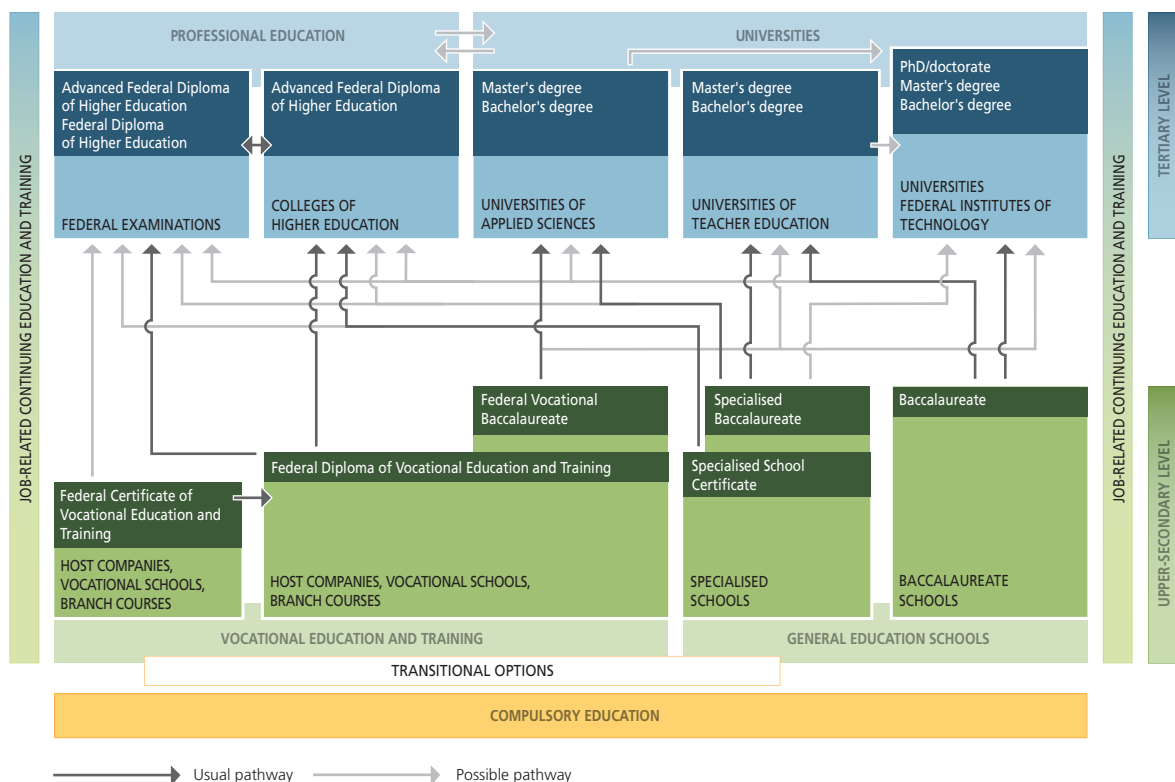 PROFESSIONAL EDUCATION
UNIVERSITIES
Advanced Federal Diploma
of Higher Education
Federal Diploma
of Higher Education
FEDERAL EXAMINATIONS
Advanced Federal Diploma
of Higher Education
COLLEGES OF
HIGHER EDUCATION
Master's degree
Bachelor's degree
UNIVERSITIES OF
APPLIED SCIENCES
Master's degree
Bachelor's degree
UNIVERSITIES OF
TEACHER EDUCATION
PhD/doctorate
Master's degree
Bachelor's degree
UNIVERSITIES
FEDERAL INSTITUTES OF
TECHNOLOGY
JOB-RELATED CONTINUING EDUCATION AND TRAINING
JOB-RELATED CONTINUING EDUCATION AND TRAINING
TERTIARY LEVEL
UPPER-SECONDARY LEVEL
Federal Vocational
Baccalaureate
Specialised
Baccalaureate
Baccalaureate
Federal Diploma of Vocational Education and Training
Specialised School
Certificate
Federal Certificate of
Vocational Education and
Training
HOST COMPANIES,
VOCATIONAL SCHOOLS,
BRANCH COURSES
HOST COMPANIES, VOCATIONAL SCHOOLS,
BRANCH COURSES
SPECIALISED
SCHOOLS
BACCALAUREATE
SCHOOLS
VOCATIONAL EDUCATION AND TRAINING
GENERAL EDUCATION SCHOOLS
TRANSITIONAL OPTIONS
COMPULSORY EDUCATION
Usual pathway
Possible pathway